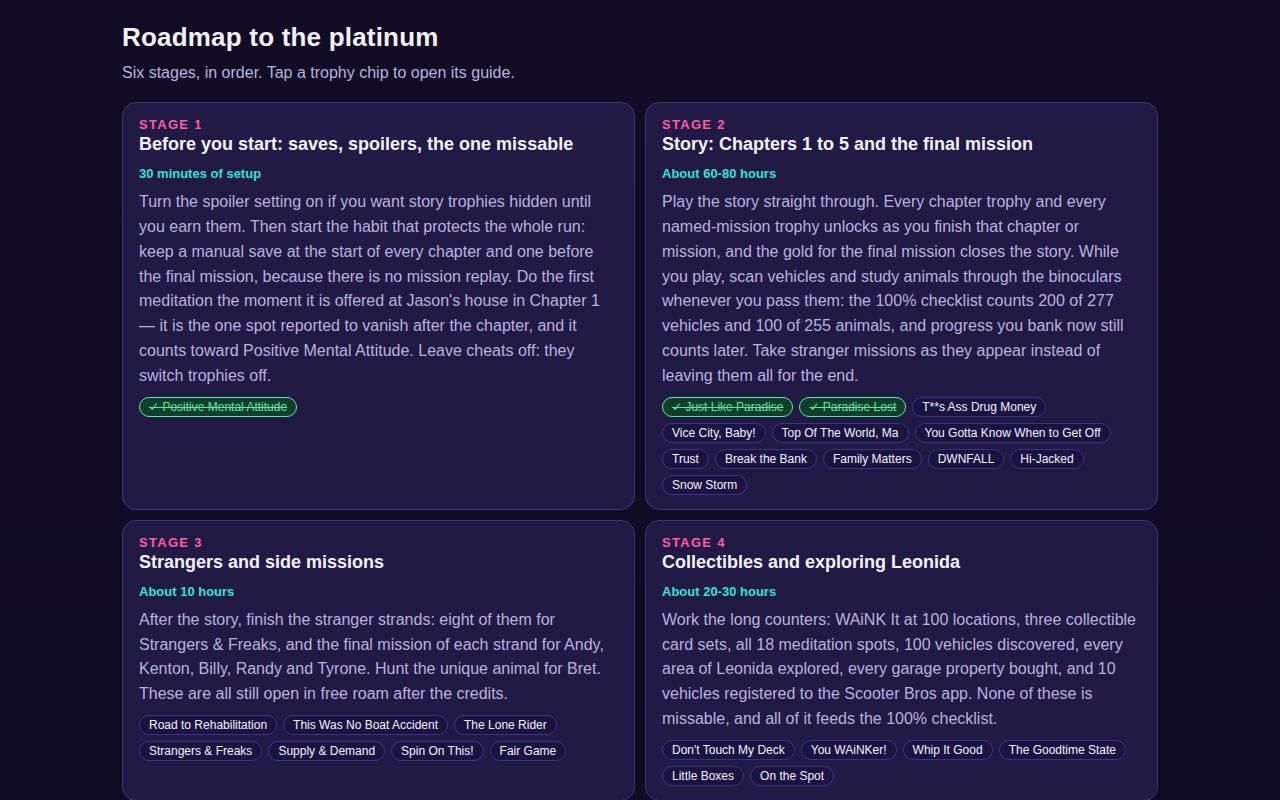 Roadmap to the platinum
Six stages, in order. Tap a trophy chip to open its guide.
STAGE 1
Before you start: saves, spoilers, the one missable
30 minutes of setup
Turn the spoiler setting on if you want story trophies hidden until
you earn them. Then start the habit that protects the whole run:
keep a manual save at the start of every chapter and one before
the final mission, because there is no mission replay. Do the first
meditation the moment it is offered at Jason's house in Chapter 1
— it is the one spot reported to vanish after the chapter, and it
counts toward Positive Mental Attitude. Leave cheats off: they
switch trophies off.
✓ Positive Mental Attitude
STAGE 2
Story: Chapters 1 to 5 and the final mission
About 60-80 hours
Play the story straight through. Every chapter trophy and every
named-mission trophy unlocks as you finish that chapter or
mission, and the gold for the final mission closes the story. While
you play, scan vehicles and study animals through the binoculars
whenever you pass them: the 100% checklist counts 200 of 277
vehicles and 100 of 255 animals, and progress you bank now still
counts later. Take stranger missions as they appear instead of
leaving them all for the end.
✓ Just Like Paradise ✓ Paradise Lost T**s Ass Drug Money
Vice City, Baby! Top Of The World, Ma You Gotta Know When to Get Off
Trust Break the Bank Family Matters DWNFALL Hi-Jacked
Snow Storm
STAGE 3
Strangers and side missions
About 10 hours
After the story, finish the stranger strands: eight of them for
Strangers & Freaks, and the final mission of each strand for Andy,
Kenton, Billy, Randy and Tyrone. Hunt the unique animal for Bret.
These are all still open in free roam after the credits.
Road to Rehabilitation This Was No Boat Accident The Lone Rider
Strangers & Freaks Supply & Demand Spin On This! Fair Game
STAGE 4
Collectibles and exploring Leonida
About 20-30 hours
Work the long counters: WAiNK It at 100 locations, three collectible
card sets, all 18 meditation spots, 100 vehicles discovered, every
area of Leonida explored, every garage property bought, and 10
vehicles registered to the Scooter Bros app. None of these is
missable, and all of it feeds the 100% checklist.
Don't Touch My Deck You WAiNKer! Whip It Good The Goodtime State
Little Boxes On the Spot